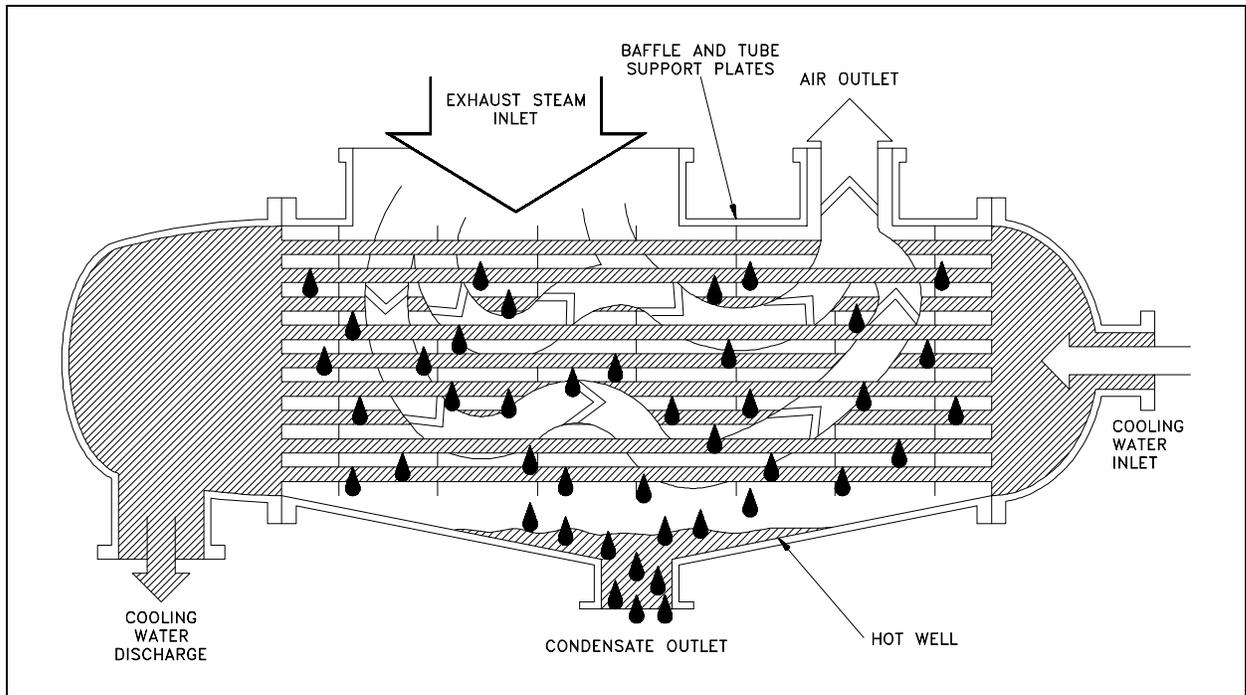 BAFFLE AND TUBE
SUPPORT PLATES
AIR OUTLET
EXHAUST STEAM
INLET
COOLING
WATER
INLET
COOLING
WATER
DISCHARGE
CONDENSATE OUTLET
HOT WELL